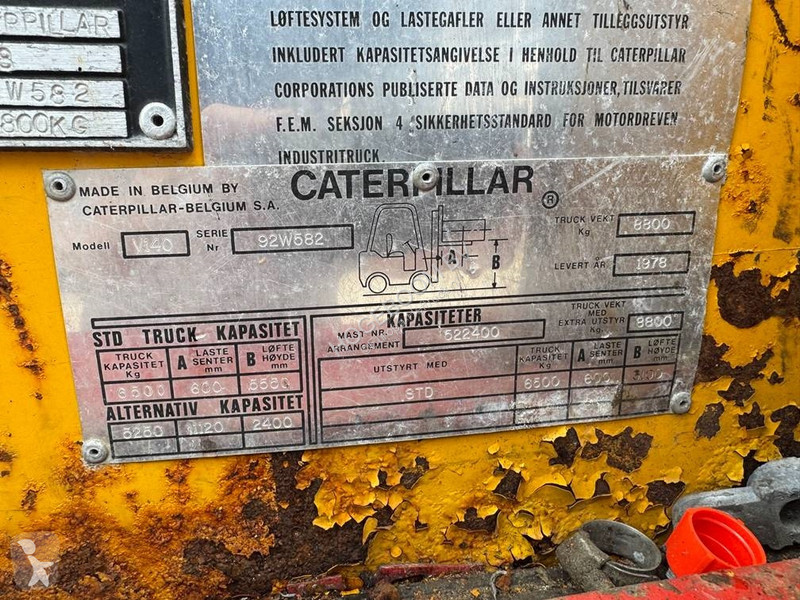 RPILLAR
W582
800KG
LØFTESYSTEM OG LASTEGAFLER ELLER ANNET TILLEGGSUTSTYR
INKLUDERT KAPASITETSANGIVELSE I HENHOLD TIL CATERPILLAR
CORPORATIONS PUBLISERTE DATA OG INSTRUKSJONER, TILSVARER
F.E.M. SEKSJON 4 SIKKERHETSSTANDARD FOR MOTORDREVEN
INDUSTRITRUCK.
MADE IN BELGIUM BY
CATERPILLAR-BELGIUM S.A.
CATERPILLAR ®
Modell V140 SERIE Nr 92W582
TRUCK VEKT Kg 8800
LEVERT ÅR. 1978
A B
STD TRUCK KAPASITET
TRUCK KAPASITET Kg A LASTE SENTER mm B LØFTE HØYDE mm
6500 600
ALTERNATIV KAPASITET
5250 1120 2400
KAPASITETER
MAST NR. ARRANGEMENT 522400
TRUCK VEKT MED EXTRA UTSTYR Kg 8800
UTSTYRT MED TRUCK KAPASITET Kg A LASTE SENTER mm B LØFTE HØYDE mm
STD 6500 600